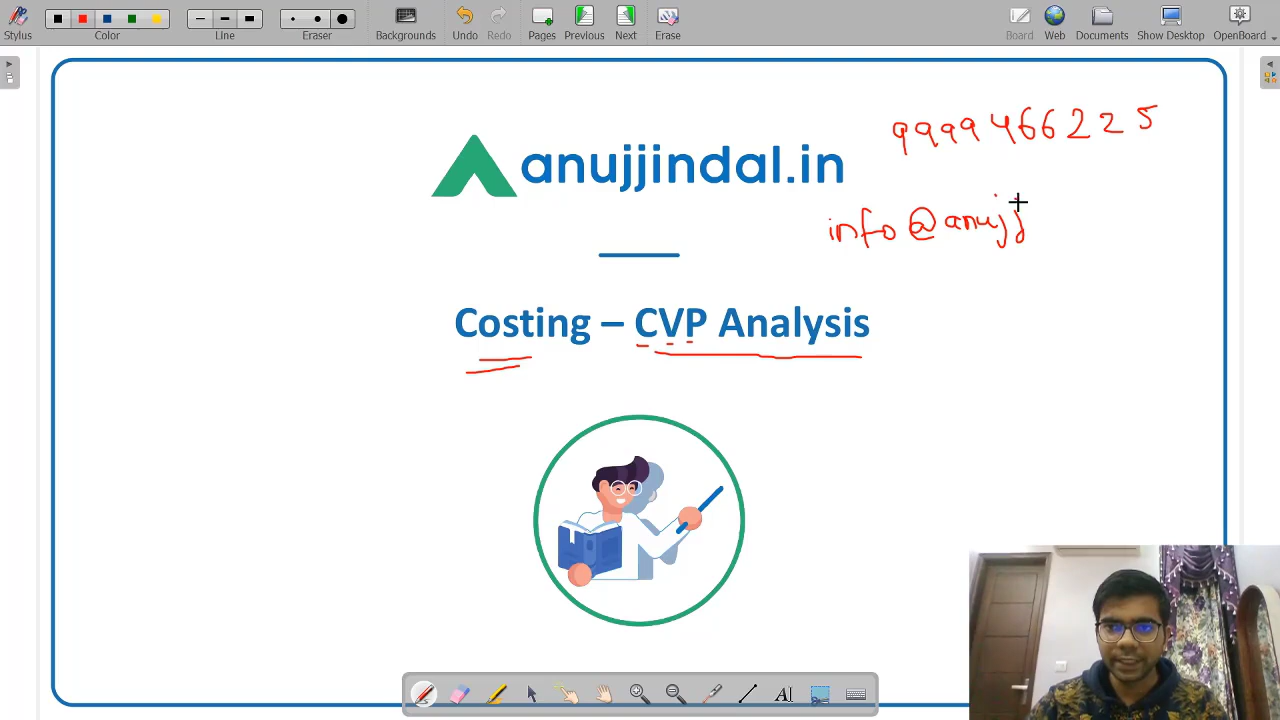 Stylus
Color
Line
Eraser
Backgrounds
Undo
Redo
Pages
Previous
Next
Erase
Board
Web
Documents
Show Desktop
OpenBoard
9999466225
anujjindal.in
info@anujj
Costing – CVP Analysis